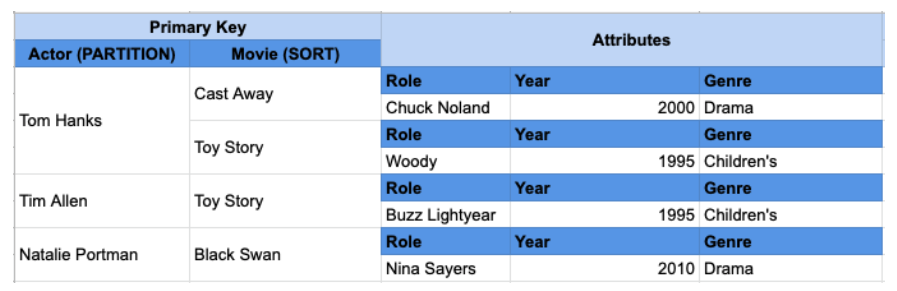 Primary Key
Attributes
Actor (PARTITION) Movie (SORT)
Role Year Genre
Cast Away
Chuck Noland 2000 Drama
Tom Hanks
Role Year Genre
Toy Story
Woody 1995 Children's
Role Year Genre
Tim Allen Toy Story
Buzz Lightyear 1995 Children's
Role Year Genre
Natalie Portman Black Swan
Nina Sayers 2010 Drama